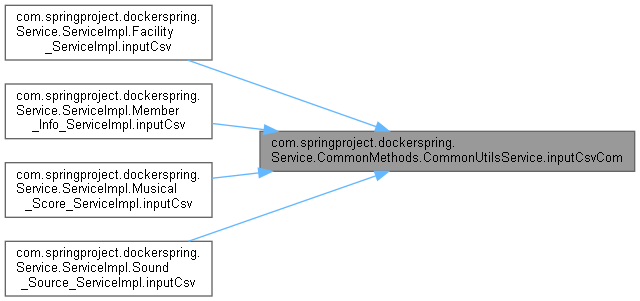 com.springproject.dockerspring.
Service.ServiceImpl.Facility
_ServiceImpl.inputCsv
com.springproject.dockerspring.
Service.ServiceImpl.Member
_Info_ServiceImpl.inputCsv
com.springproject.dockerspring.
Service.CommonMethods.CommonUtilsService.inputCsvCom
com.springproject.dockerspring.
Service.ServiceImpl.Musical
_Score_ServiceImpl.inputCsv
com.springproject.dockerspring.
Service.ServiceImpl.Sound
_Source_ServiceImpl.inputCsv